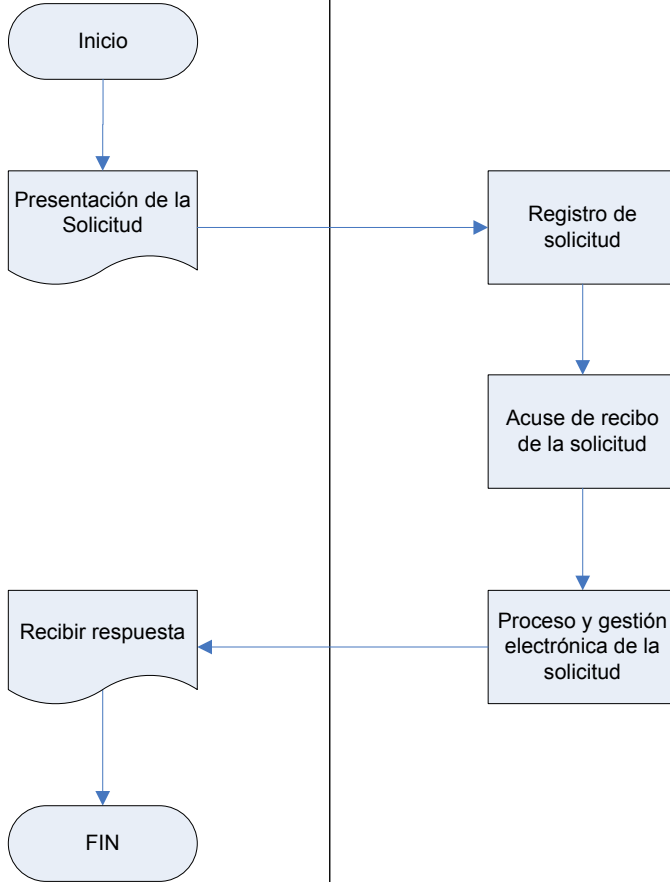 Inicio
Presentación de la
Solicitud
Registro de
solicitud
Acuse de recibo
de la solicitud
Proceso y gestión
electrónica de la
solicitud
Recibir respuesta
FIN